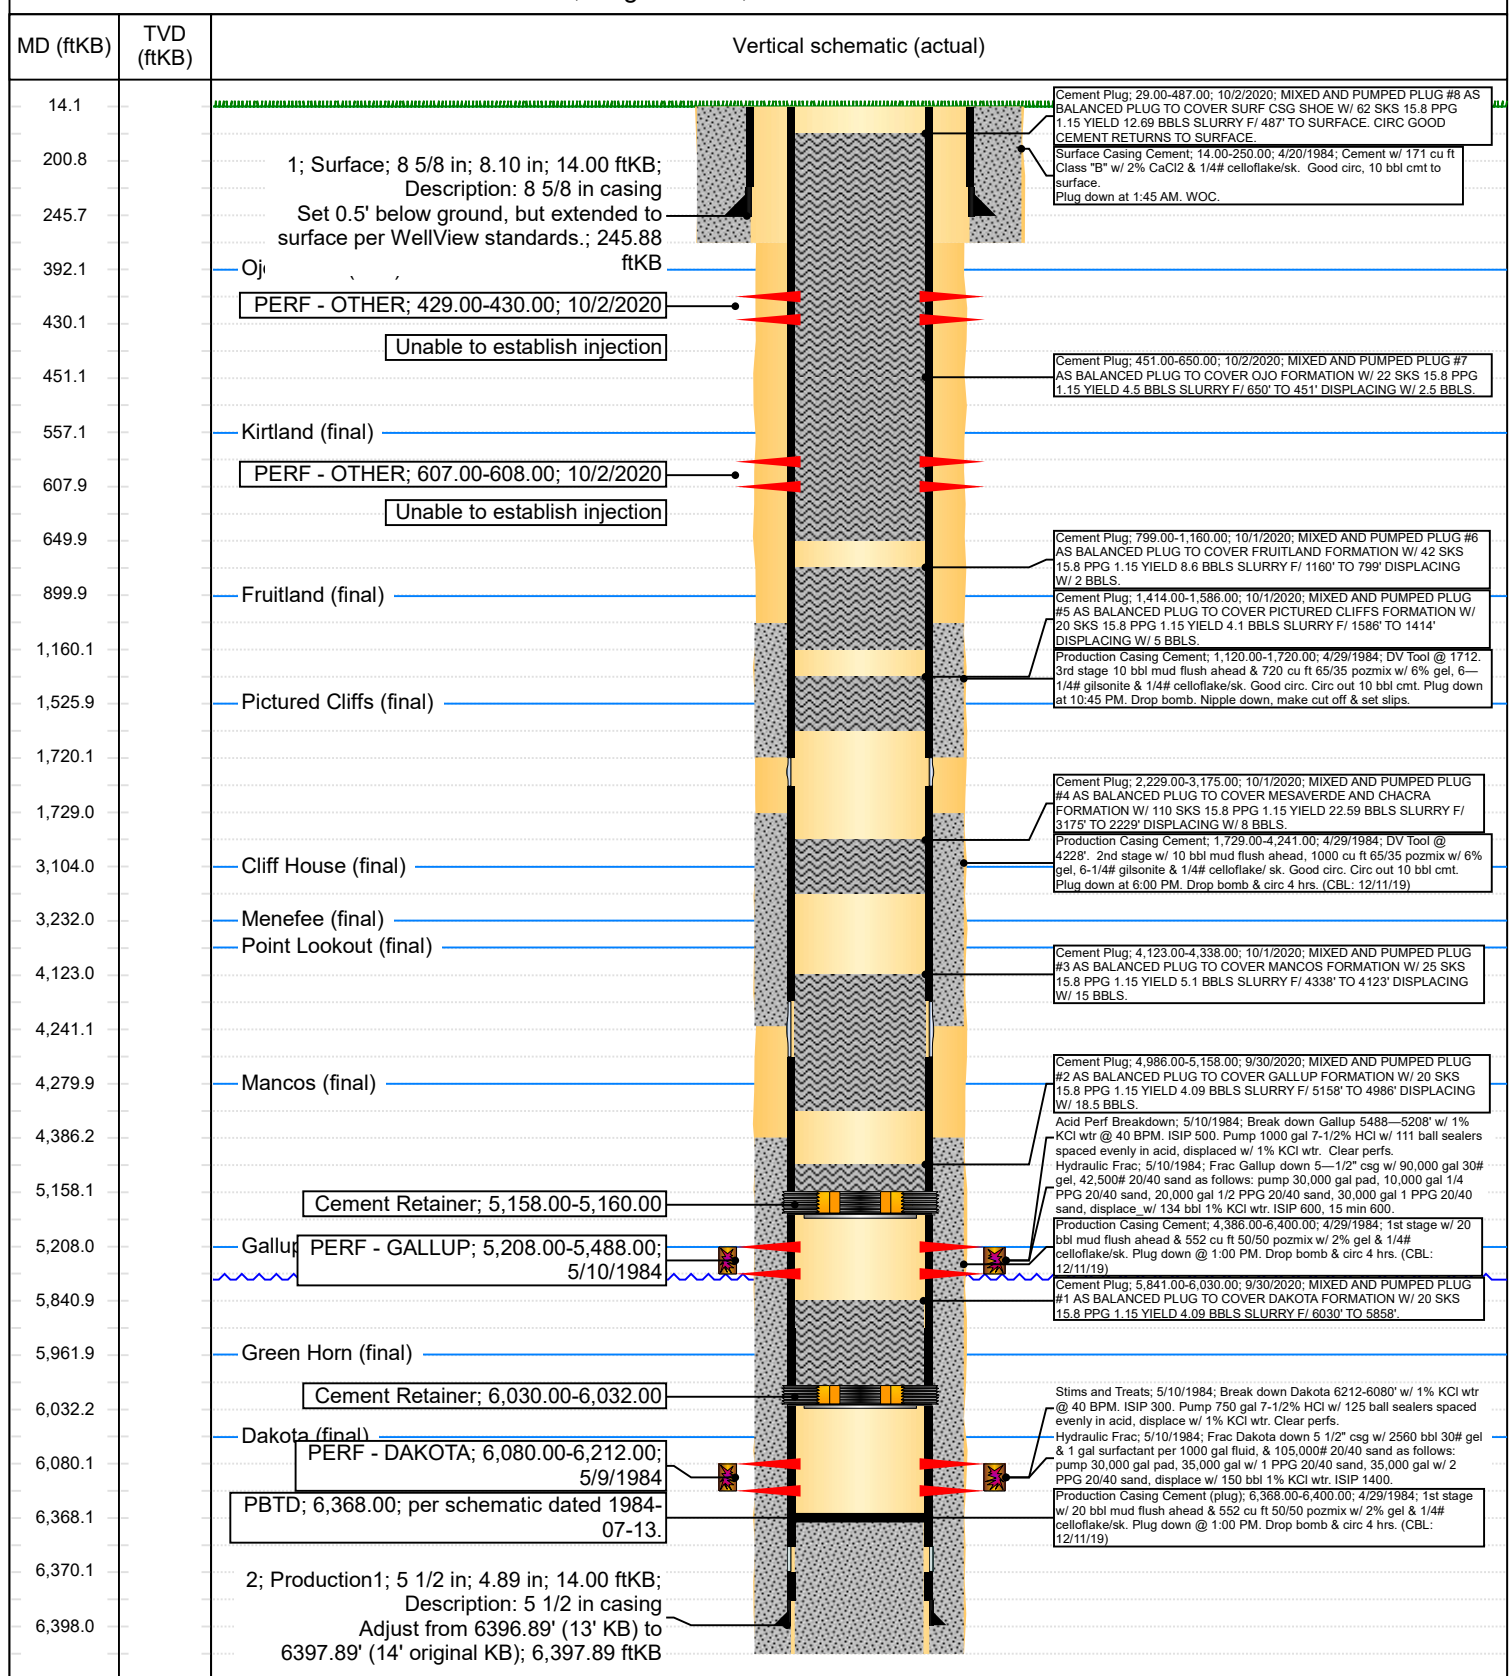 MD (ftKB)
TVD
(ftKB)
Vertical schematic (actual)
14.1
200.8
245.7
392.1
430.1
451.1
557.1
607.9
649.9
899.9
1,160.1
1,525.9
1,720.1
1,729.0
3,104.0
3,232.0
4,123.0
4,241.1
4,279.9
4,386.2
5,158.1
5,208.0
5,840.9
5,961.9
6,032.2
6,080.1
6,368.1
6,370.1
6,398.0
1; Surface; 8 5/8 in; 8.10 in; 14.00 ftKB;
Description: 8 5/8 in casing
Set 0.5' below ground, but extended to
surface per WellView standards.; 245.88
ftKB
PERF - OTHER; 429.00-430.00; 10/2/2020
Unable to establish injection
Kirtland (final)
PERF - OTHER; 607.00-608.00; 10/2/2020
Unable to establish injection
Fruitland (final)
Pictured Cliffs (final)
Cliff House (final)
Menefee (final)
Point Lookout (final)
Mancos (final)
Cement Retainer; 5,158.00-5,160.00
Gallup
PERF - GALLUP; 5,208.00-5,488.00;
5/10/1984
Green Horn (final)
Cement Retainer; 6,030.00-6,032.00
Dakota (final)
PERF - DAKOTA; 6,080.00-6,212.00;
5/9/1984
PBTD; 6,368.00; per schematic dated 1984-
07-13.
2; Production1; 5 1/2 in; 4.89 in; 14.00 ftKB;
Description: 5 1/2 in casing
Adjust from 6396.89' (13' KB) to
6397.89' (14' original KB); 6,397.89 ftKB
Cement Plug; 29.00-487.00; 10/2/2020; MIXED AND PUMPED PLUG #8 AS
BALANCED PLUG TO COVER SURF CSG SHOE W/ 62 SKS 15.8 PPG
1.15 YIELD 12.69 BBLS SLURRY F/ 487' TO SURFACE. CIRC GOOD
CEMENT RETURNS TO SURFACE.
Surface Casing Cement; 14.00-250.00; 4/20/1984; Cement w/ 171 cu ft
Class "B" w/ 2% CaCl2 & 1/4# celloflake/sk. Good circ, 10 bbl cmt to
surface.
Plug down at 1:45 AM. WOC.
Cement Plug; 451.00-650.00; 10/2/2020; MIXED AND PUMPED PLUG #7
AS BALANCED PLUG TO COVER OJO FORMATION W/ 22 SKS 15.8 PPG
1.15 YIELD 4.5 BBLS SLURRY F/ 650' TO 451' DISPLACING W/ 2.5 BBLS.
Cement Plug; 799.00-1,160.00; 10/1/2020; MIXED AND PUMPED PLUG #6
AS BALANCED PLUG TO COVER FRUITLAND FORMATION W/ 42 SKS
15.8 PPG 1.15 YIELD 8.6 BBLS SLURRY F/ 1160' TO 799' DISPLACING
W/ 2 BBLS.
Cement Plug; 1,414.00-1,586.00; 10/1/2020; MIXED AND PUMPED PLUG
#5 AS BALANCED PLUG TO COVER PICTURED CLIFFS FORMATION W/
20 SKS 15.8 PPG 1.15 YIELD 4.1 BBLS SLURRY F/ 1586' TO 1414'
DISPLACING W/ 5 BBLS.
Production Casing Cement; 1,120.00-1,720.00; 4/29/1984; DV Tool @ 1712.
3rd stage 10 bbl mud flush ahead & 720 cu ft 65/35 pozmix w/ 6% gel, 6—
1/4# gilsonite & 1/4# celloflake/sk. Good circ. Circ out 10 bbl cmt. Plug down
at 10:45 PM. Drop bomb. Nipple down, make cut off & set slips.
Cement Plug; 2,229.00-3,175.00; 10/1/2020; MIXED AND PUMPED PLUG
#4 AS BALANCED PLUG TO COVER MESAVERDE AND CHACRA
FORMATION W/ 110 SKS 15.8 PPG 1.15 YIELD 22.59 BBLS SLURRY F/
3175' TO 2229' DISPLACING W/ 8 BBLS.
Production Casing Cement; 1,729.00-4,241.00; 4/29/1984; DV Tool @
4228'. 2nd stage w/ 10 bbl mud flush ahead, 1000 cu ft 65/35 pozmix w/ 6%
gel, 6-1/4# gilsonite & 1/4# celloflake/ sk. Good circ. Circ out 10 bbl cmt.
Plug down at 6:00 PM. Drop bomb & circ 4 hrs. (CBL: 12/11/19)
Cement Plug; 4,123.00-4,338.00; 10/1/2020; MIXED AND PUMPED PLUG
#3 AS BALANCED PLUG TO COVER MANCOS FORMATION W/ 25 SKS
15.8 PPG 1.15 YIELD 5.1 BBLS SLURRY F/ 4338' TO 4123' DISPLACING
W/ 15 BBLS.
Cement Plug; 4,986.00-5,158.00; 9/30/2020; MIXED AND PUMPED PLUG
#2 AS BALANCED PLUG TO COVER GALLUP FORMATION W/ 20 SKS
15.8 PPG 1.15 YIELD 4.09 BBLS SLURRY F/ 5158' TO 4986' DISPLACING
W/ 18.5 BBLS.
Acid Perf Breakdown; 5/10/1984; Break down Gallup 5488—5208' w/ 1%
KCl wtr @ 40 BPM. ISIP 500. Pump 1000 gal 7-1/2% HCl w/ 111 ball sealers
spaced evenly in acid, displaced w/ 1% KCl wtr. Clear perfs.
Hydraulic Frac; 5/10/1984; Frac Gallup down 5—1/2" csg w/ 90,000 gal 30#
gel, 42,500# 20/40 sand as follows: pump 30,000 gal pad, 10,000 gal 1/4
PPG 20/40 sand, 20,000 gal 1/2 PPG 20/40 sand, 30,000 gal 1 PPG 20/40
sand, displace_w/ 134 bbl 1% KCl wtr. ISIP 600, 15 min 600.
Production Casing Cement; 4,386.00-6,400.00; 4/29/1984; 1st stage w/ 20
bbl mud flush ahead & 552 cu ft 50/50 pozmix w/ 2% gel & 1/4#
celloflake/sk. Plug down @ 1:00 PM. Drop bomb & circ 4 hrs. (CBL:
12/11/19)
Cement Plug; 5,841.00-6,030.00; 9/30/2020; MIXED AND PUMPED PLUG
#1 AS BALANCED PLUG TO COVER DAKOTA FORMATION W/ 20 SKS
15.8 PPG 1.15 YIELD 4.09 BBLS SLURRY F/ 6030' TO 5858'.
Stims and Treats; 5/10/1984; Break down Dakota 6212-6080' w/ 1% KCl wtr
@ 40 BPM. ISIP 300. Pump 750 gal 7-1/2% HCl w/ 125 ball sealers spaced
evenly in acid, displace w/ 1% KCl wtr. Clear perfs.
Hydraulic Frac; 5/10/1984; Frac Dakota down 5 1/2" csg w/ 2560 bbl 30# gel
& 1 gal surfactant per 1000 gal fluid, & 105,000# 20/40 sand as follows:
pump 30,000 gal pad, 35,000 gal w/ 1 PPG 20/40 sand, 35,000 gal w/ 2
PPG 20/40 sand, displace w/ 150 bbl 1% KCl wtr. ISIP 1400.
Production Casing Cement (plug); 6,368.00-6,400.00; 4/29/1984; 1st stage
w/ 20 bbl mud flush ahead & 552 cu ft 50/50 pozmix w/ 2% gel & 1/4#
celloflake/sk. Plug down @ 1:00 PM. Drop bomb & circ 4 hrs. (CBL:
12/11/19)